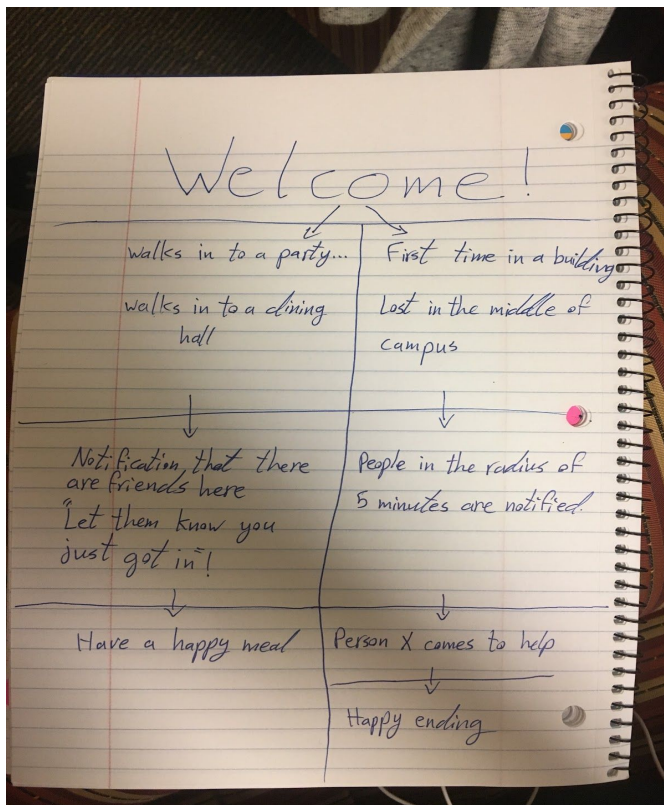 Welcome!
Walks in to a party...
walks in to a dining
hall
Notification, that there
are friends here
"Let them know you
just got in"!
Have a happy meal
First time in a building
Lost in the middle of
campus
People in the radius of
5 minutes are notified.
Person X comes to help
Happy ending